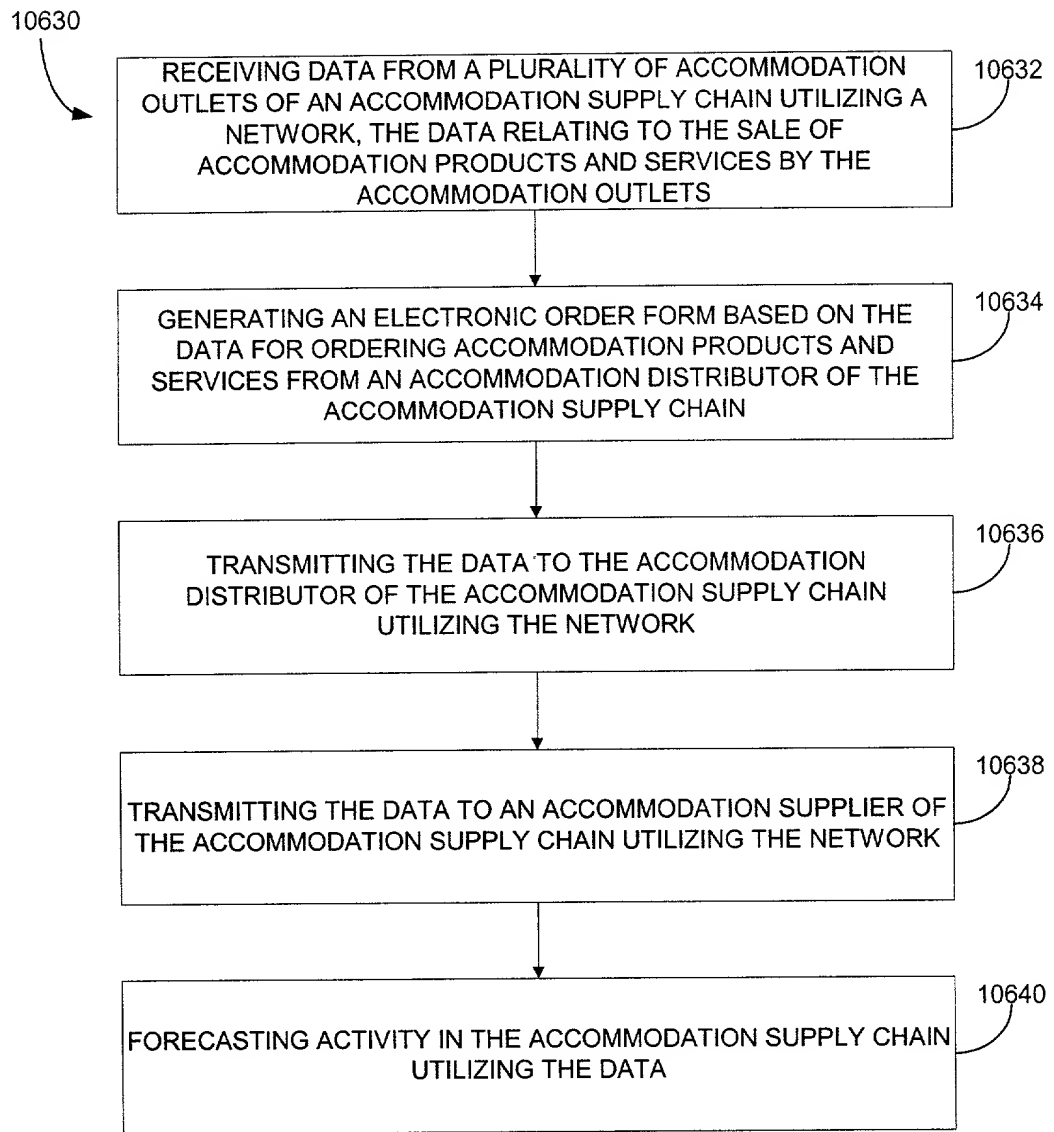 10630
RECEIVING DATA FROM A PLURALITY OF ACCOMMODATION
OUTLETS OF AN ACCOMMODATION SUPPLY CHAIN UTILIZING A
NETWORK, THE DATA RELATING TO THE SALE OF
ACCOMMODATION PRODUCTS AND SERVICES BY THE
ACCOMMODATION OUTLETS
10632
GENERATING AN ELECTRONIC ORDER FORM BASED ON THE
DATA FOR ORDERING ACCOMMODATION PRODUCTS AND
SERVICES FROM AN ACCOMMODATION DISTRIBUTOR OF THE
ACCOMMODATION SUPPLY CHAIN
10634
TRANSMITTING THE DATA TO THE ACCOMMODATION
DISTRIBUTOR OF THE ACCOMMODATION SUPPLY CHAIN
UTILIZING THE NETWORK
10636
TRANSMITTING THE DATA TO AN ACCOMMODATION SUPPLIER OF
THE ACCOMMODATION SUPPLY CHAIN UTILIZING THE NETWORK
10638
FORECASTING ACTIVITY IN THE ACCOMMODATION SUPPLY CHAIN
UTILIZING THE DATA
10640